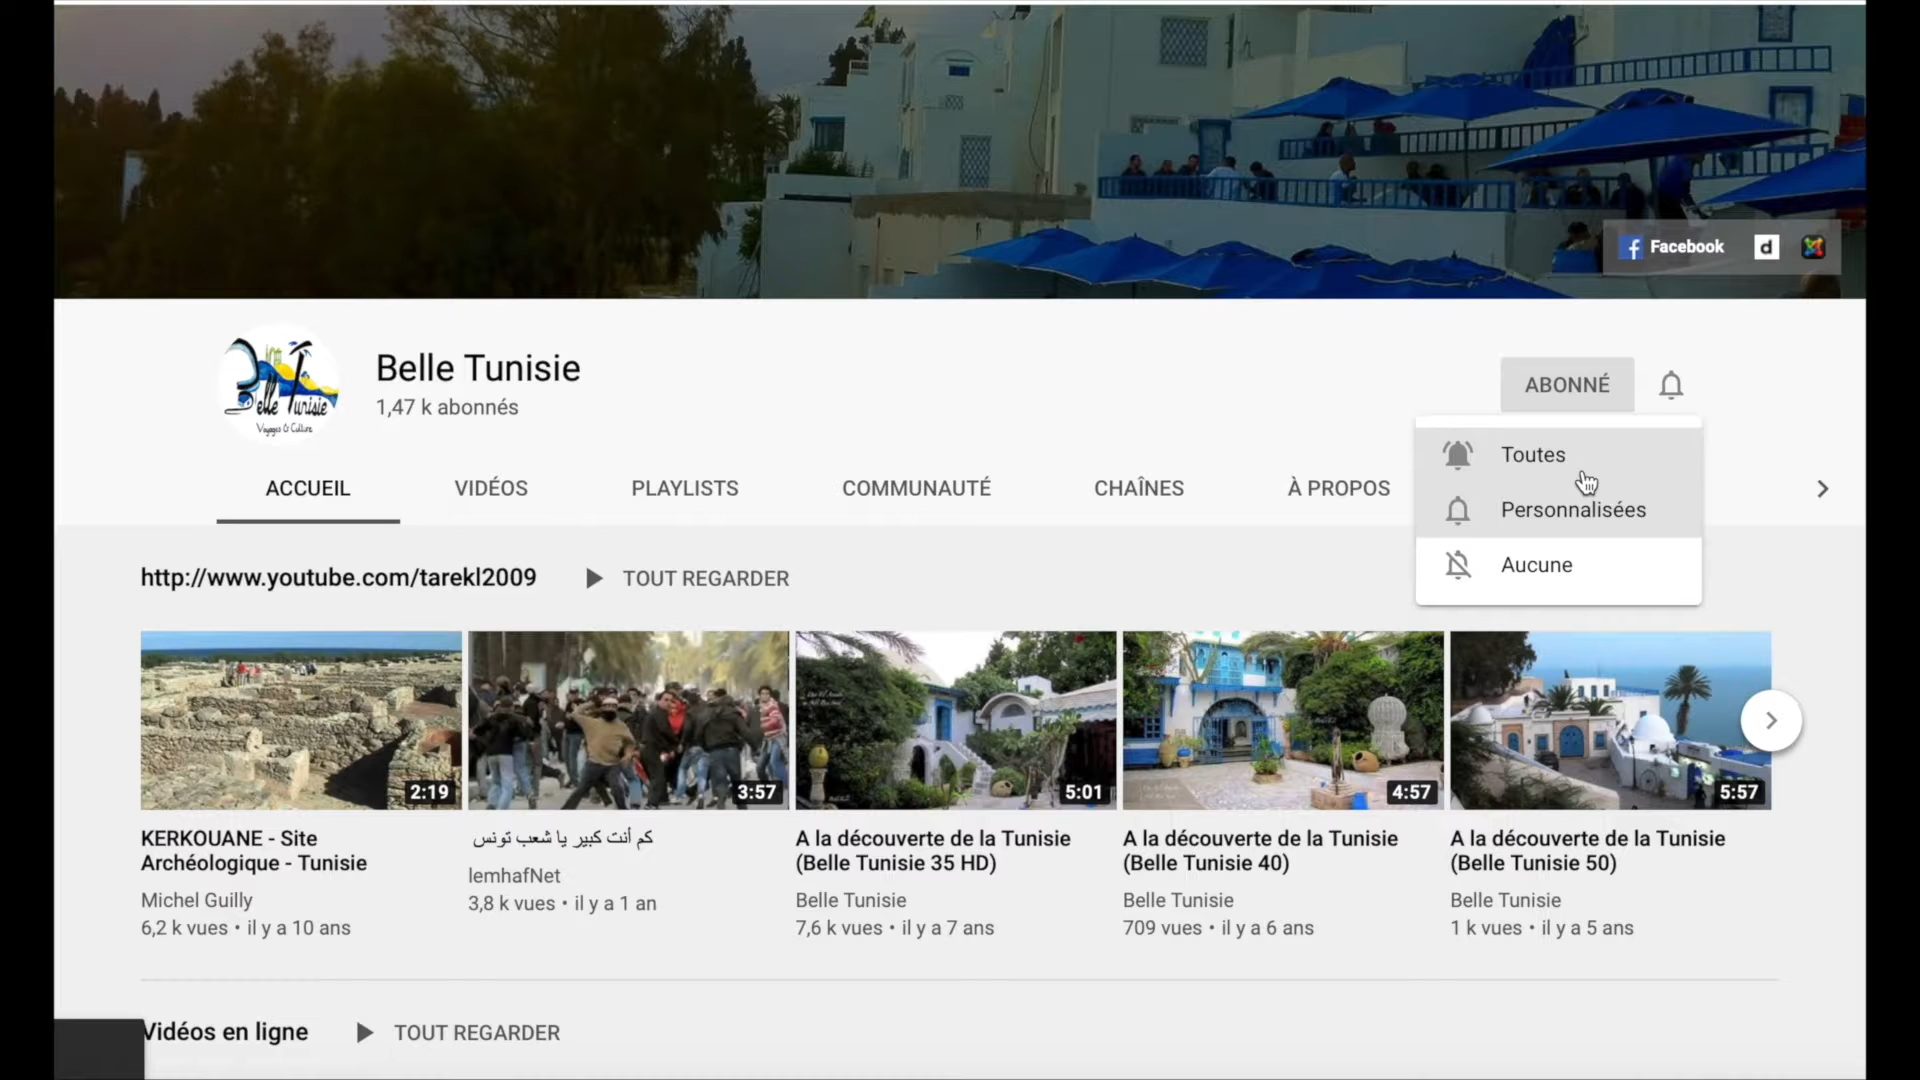 Facebook
d
Belle Tunisie
Voyages & Culture
Belle Tunisie
1,47 k abonnés
ABONNÉ
Toutes
Personnalisées
Aucune
ACCUEIL
VIDÉOS
PLAYLISTS
COMMUNAUTÉ
CHAÎNES
À PROPOS
http://www.youtube.com/tarekl2009
TOUT REGARDER
2:19
3:57
5:01
4:57
5:57
KERKOUANE - Site
Archéologique - Tunisie
Michel Guilly
6,2 k vues • il y a 10 ans
كم أنت كبير يا شعب تونس
lemhafNet
3,8 k vues • il y a 1 an
A la découverte de la Tunisie
(Belle Tunisie 35 HD)
Belle Tunisie
7,6 k vues • il y a 7 ans
A la découverte de la Tunisie
(Belle Tunisie 40)
Belle Tunisie
709 vues • il y a 6 ans
A la découverte de la Tunisie
(Belle Tunisie 50)
Belle Tunisie
1 k vues • il y a 5 ans
Vidéos en ligne
TOUT REGARDER